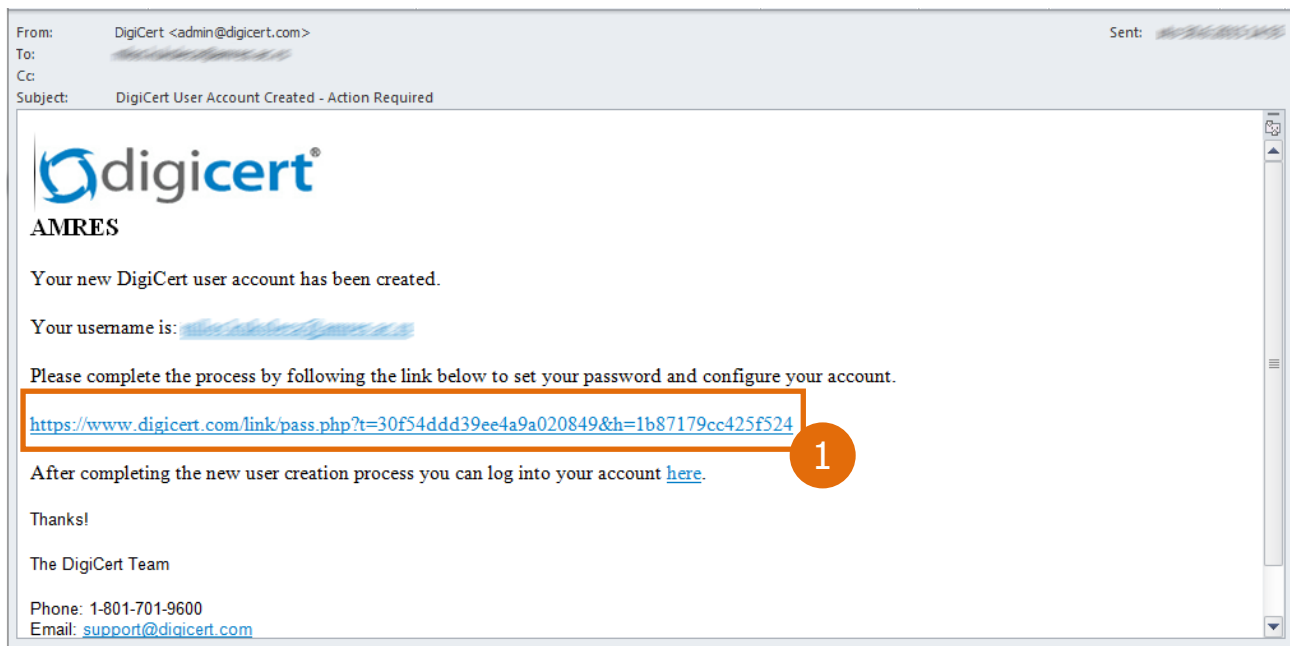 From: DigiCert <admin@digicert.com> Sent:
To:
Cc:
Subject: DigiCert User Account Created - Action Required
digicert®
AMRES
Your new DigiCert user account has been created.
Your username is:
Please complete the process by following the link below to set your password and configure your account.
https://www.digicert.com/link/pass.php?t=30f54ddd39ee4a9a020849&h=1b87179cc425f524
1
After completing the new user creation process you can log into your account here.
Thanks!
The DigiCert Team
Phone: 1-801-701-9600
Email: support@digicert.com